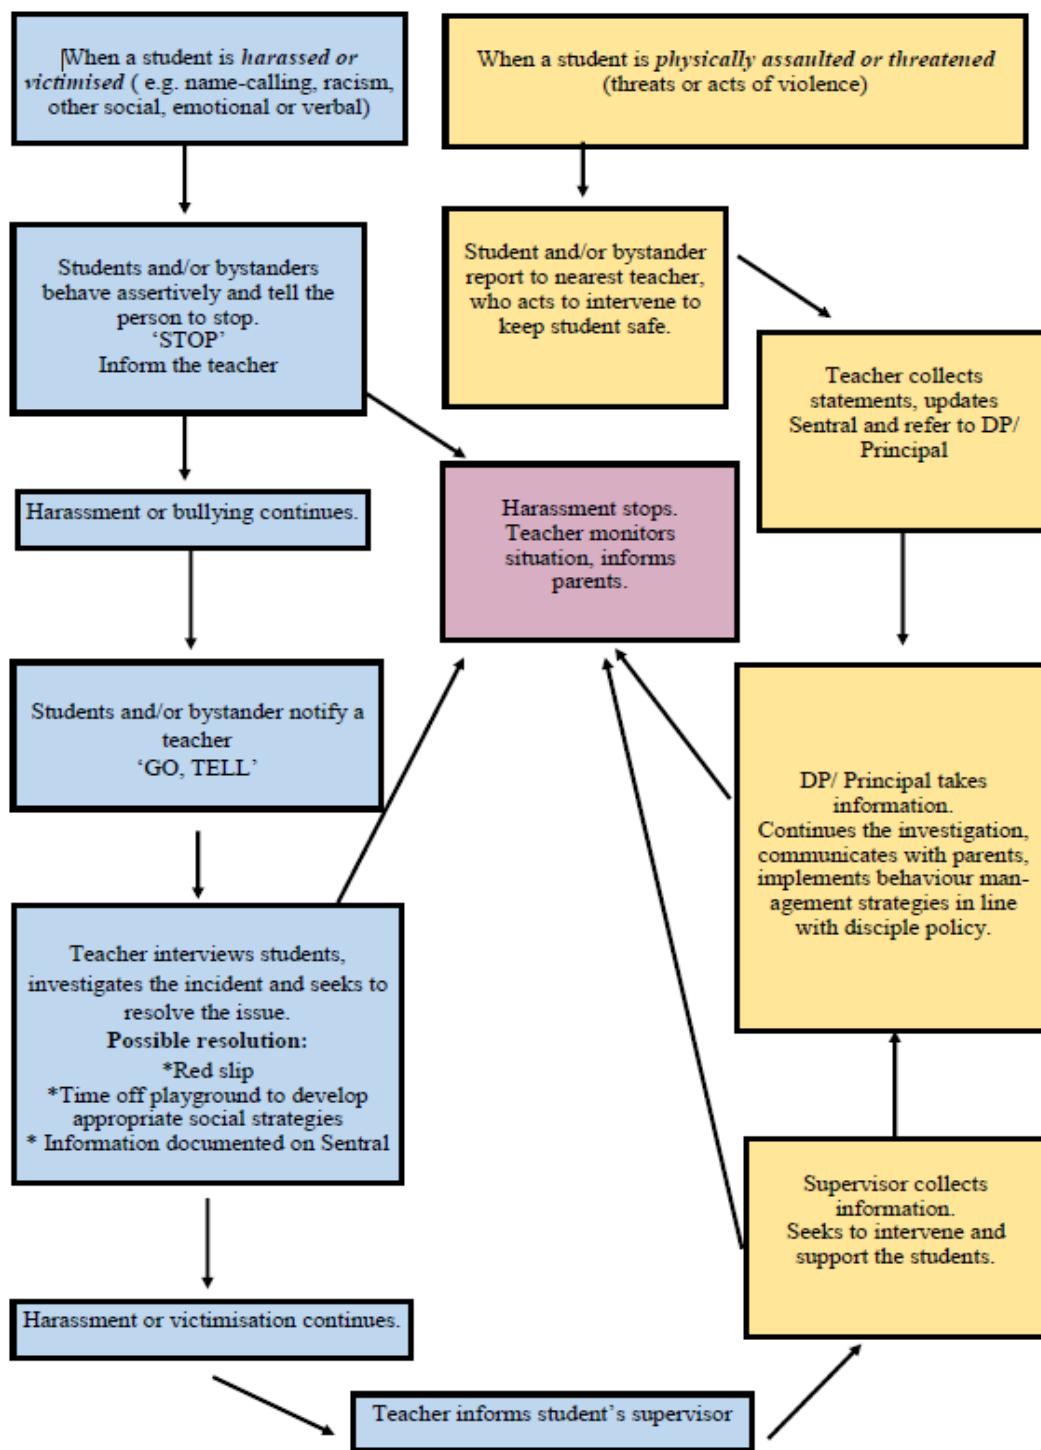 When a student is harassed or
victimised ( e.g. name-calling, racism,
other social, emotional or verbal)
When a student is physically assaulted or threatened
(threats or acts of violence)
Students and/or bystanders
behave assertively and tell the
person to stop.
‘STOP’
Inform the teacher
Student and/or bystander
report to nearest teacher,
who acts to intervene to
keep student safe.
Teacher collects
statements, updates
Sentral and refer to DP/
Principal
Harassment or bullying continues.
Harassment stops.
Teacher monitors
situation, informs
parents.
Students and/or bystander notify a
teacher
‘GO, TELL’
DP/ Principal takes
information.
Continues the investigation,
communicates with parents,
implements behaviour man-
agement strategies in line
with disciple policy.
Teacher interviews students,
investigates the incident and seeks to
resolve the issue.
Possible resolution:
*Red slip
*Time off playground to develop
appropriate social strategies
* Information documented on Sentral
Supervisor collects
information.
Seeks to intervene and
support the students.
Harassment or victimisation continues.
Teacher informs student’s supervisor